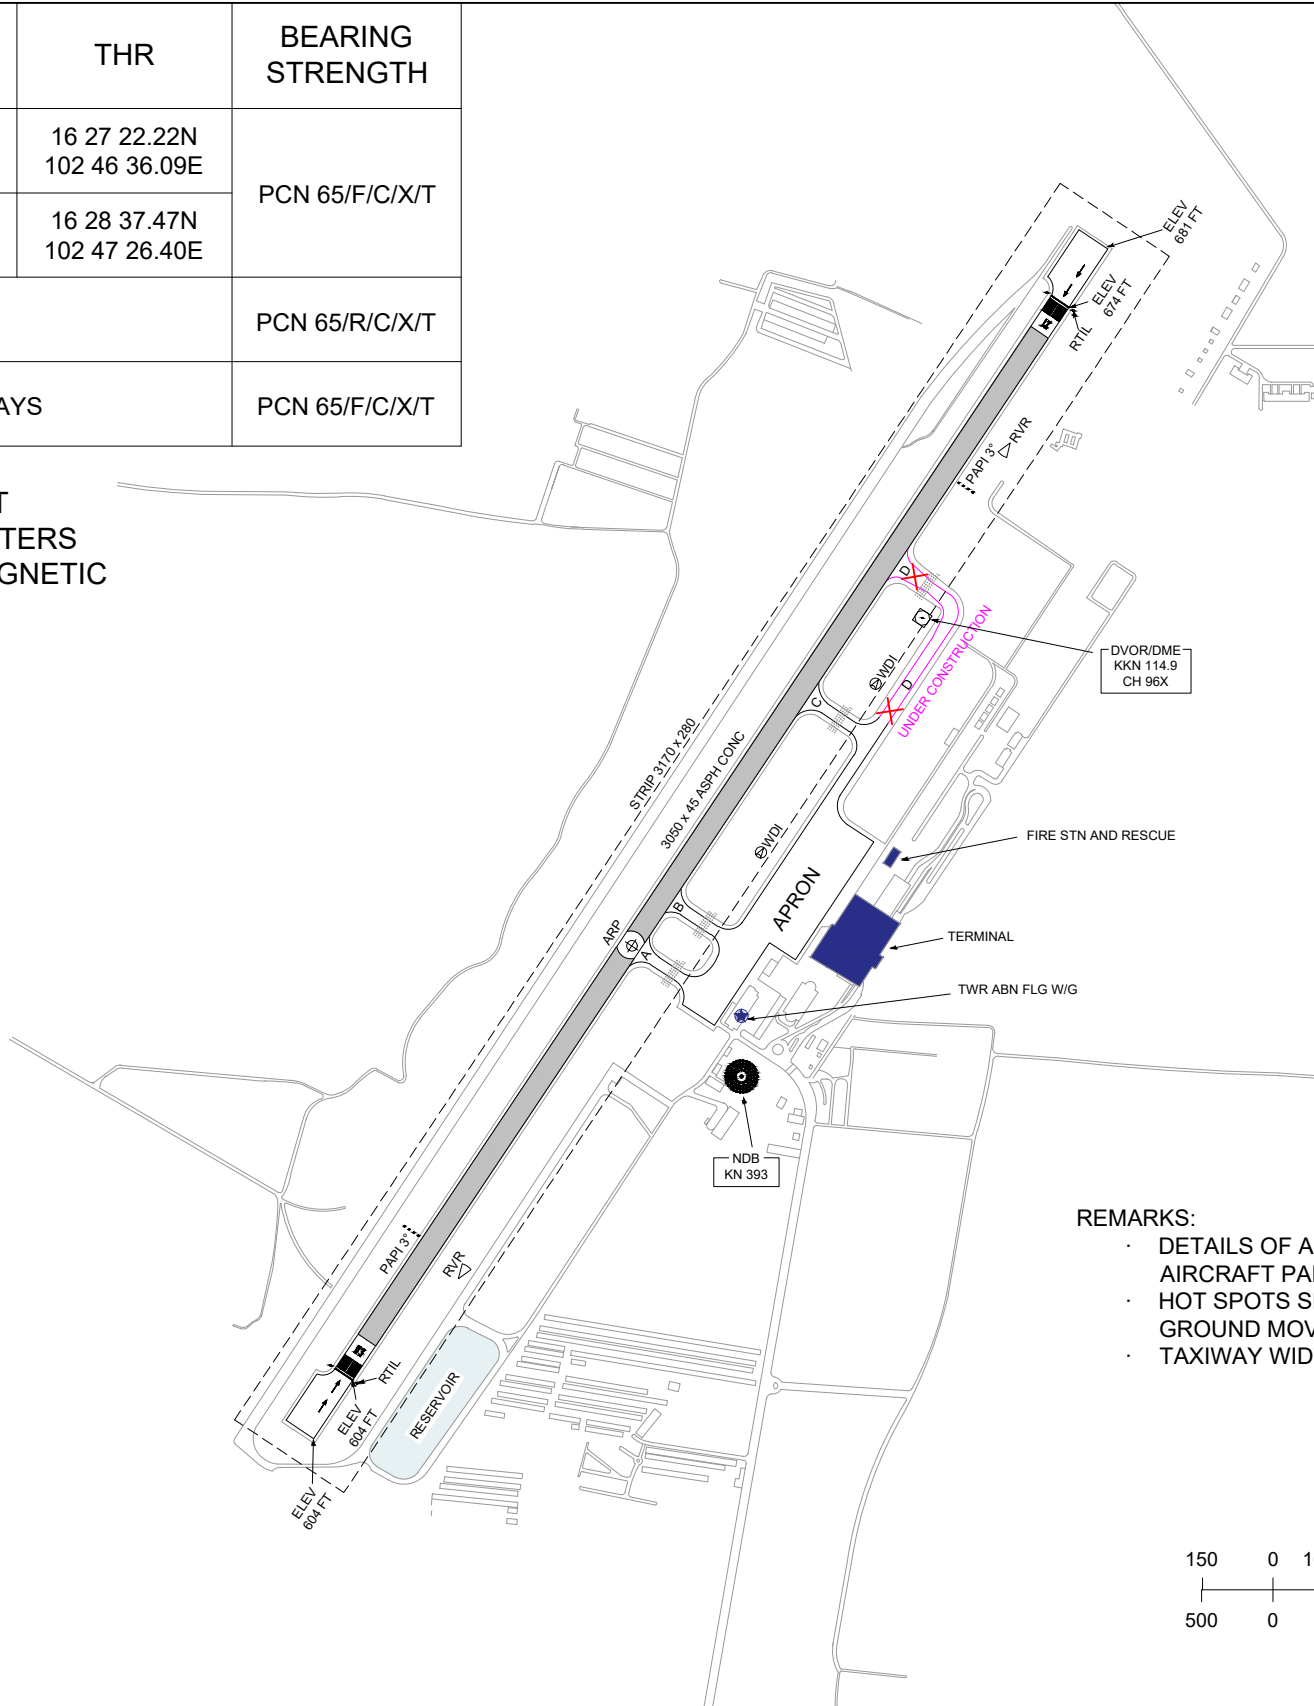 THR
BEARING
STRENGTH
16 27 22.22N
102 46 36.09E
PCN 65/F/C/X/T
16 28 37.47N
102 47 26.40E
PCN 65/R/C/X/T
AYS
PCN 65/F/C/X/T
T
TERS
GNETIC
ELEV
681 FT
ELEV
674 FT
RTIL
RVR
PAPI 3°
D
DVOR/DME
KKN 114.9
CH 96X
WDI
D
UNDER CONSTRUCTION
C
STRIP 3170 x 280
3050 x 45 ASPH CONC
WDI
FIRE STN AND RESCUE
APRON
B
ARP
A
TERMINAL
TWR ABN FLG W/G
NDB
KN 393
PAPI 3°
RVR
RTIL
ELEV
604 FT
RESERVOIR
ELEV
604 FT
REMARKS:
· DETAILS OF A
AIRCRAFT PA
· HOT SPOTS S
GROUND MOV
· TAXIWAY WID
150 0 1
500 0